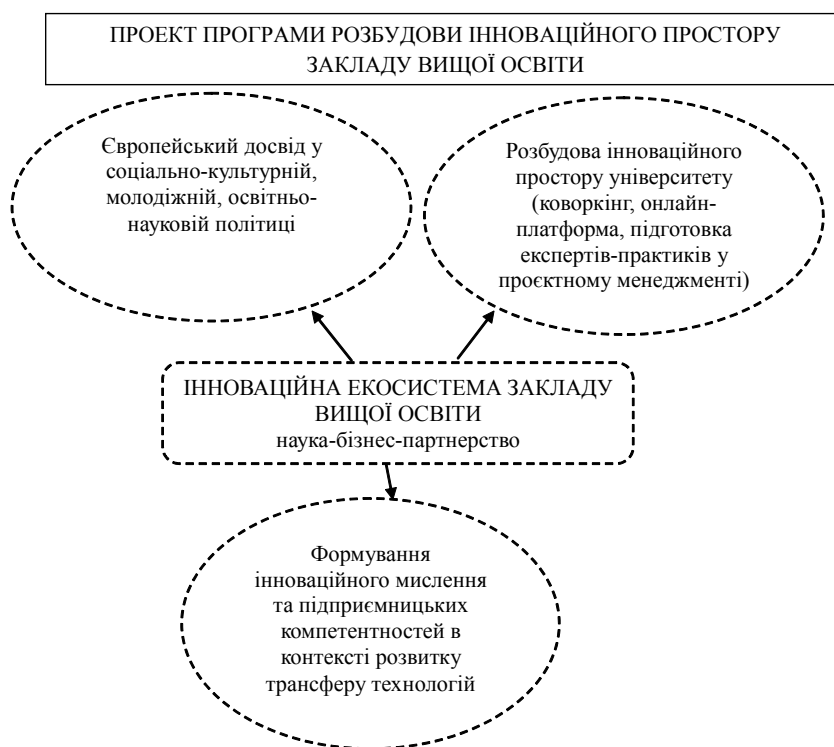 ПРОЕКТ ПРОГРАМИ РОЗБУДОВИ ІННОВАЦІЙНОГО ПРОСТОРУ
ЗАКЛАДУ ВИЩОЇ ОСВІТИ
Європейський досвід у
соціально-культурній,
молодіжній, освітньо-
науковій політиці
Розбудова інноваційного
простору університету
(коворкінг, онлайн-
платформа, підготовка
експертів-практиків у
проєктному менеджменті)
ІННОВАЦІЙНА ЕКОСИСТЕМА ЗАКЛАДУ
ВИЩОЇ ОСВІТИ
наука-бізнес-партнерство
Формування
інноваційного мислення
та підприємницьких
компетентностей в
контексті розвитку
трансферу технологій